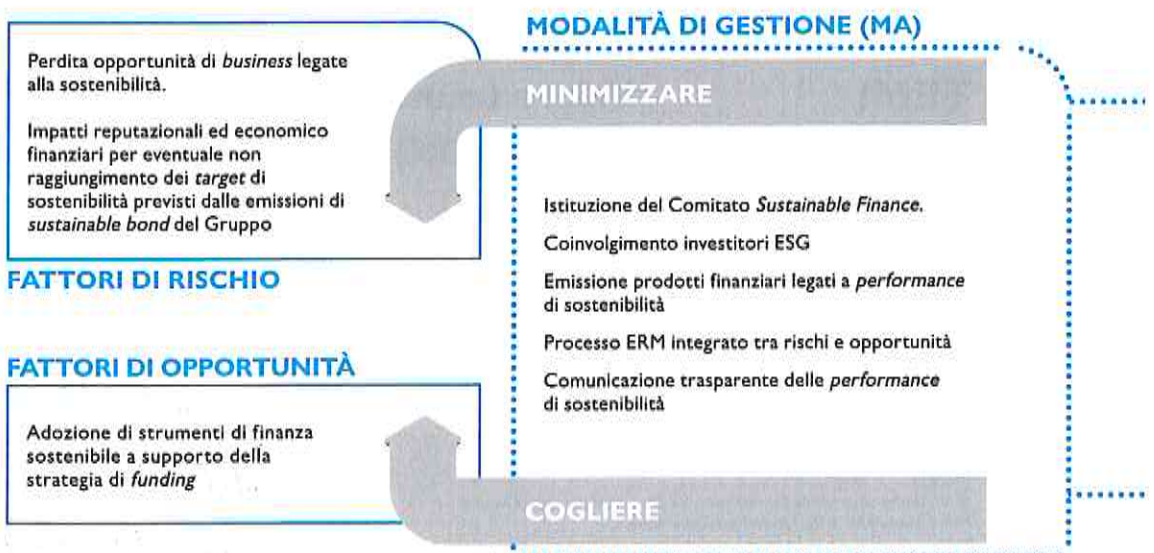 Perdita opportunità di business legate
alla sostenibilità.
Impatti reputazionali ed economico
finanziari per eventuale non
raggiungimento dei target di
sostenibilità previsti dalle emissioni di
sustainable bond del Gruppo
FATTORI DI RISCHIO
FATTORI DI OPPORTUNITÀ
Adozione di strumenti di finanza
sostenibile a supporto della
strategia di funding
MODALITÀ DI GESTIONE (MA)
MINIMIZZARE
Istituzione del Comitato Sustainable Finance.
Coinvolgimento investitori ESG
Emissione prodotti finanziari legati a performance
di sostenibilità
Processo ERM integrato tra rischi e opportunità
Comunicazione trasparente delle performance
di sostenibilità
COGLIERE